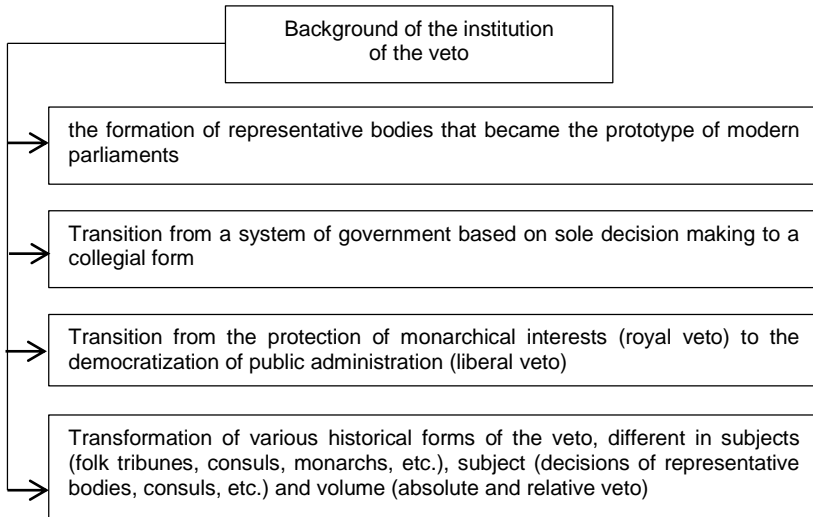 Background of the institution
of the veto
the formation of representative bodies that became the prototype of modern
parliaments
Transition from a system of government based on sole decision making to a
collegial form
Transition from the protection of monarchical interests (royal veto) to the
democratization of public administration (liberal veto)
Transformation of various historical forms of the veto, different in subjects
(folk tribunes, consuls, monarchs, etc.), subject (decisions of representative
bodies, consuls, etc.) and volume (absolute and relative veto)